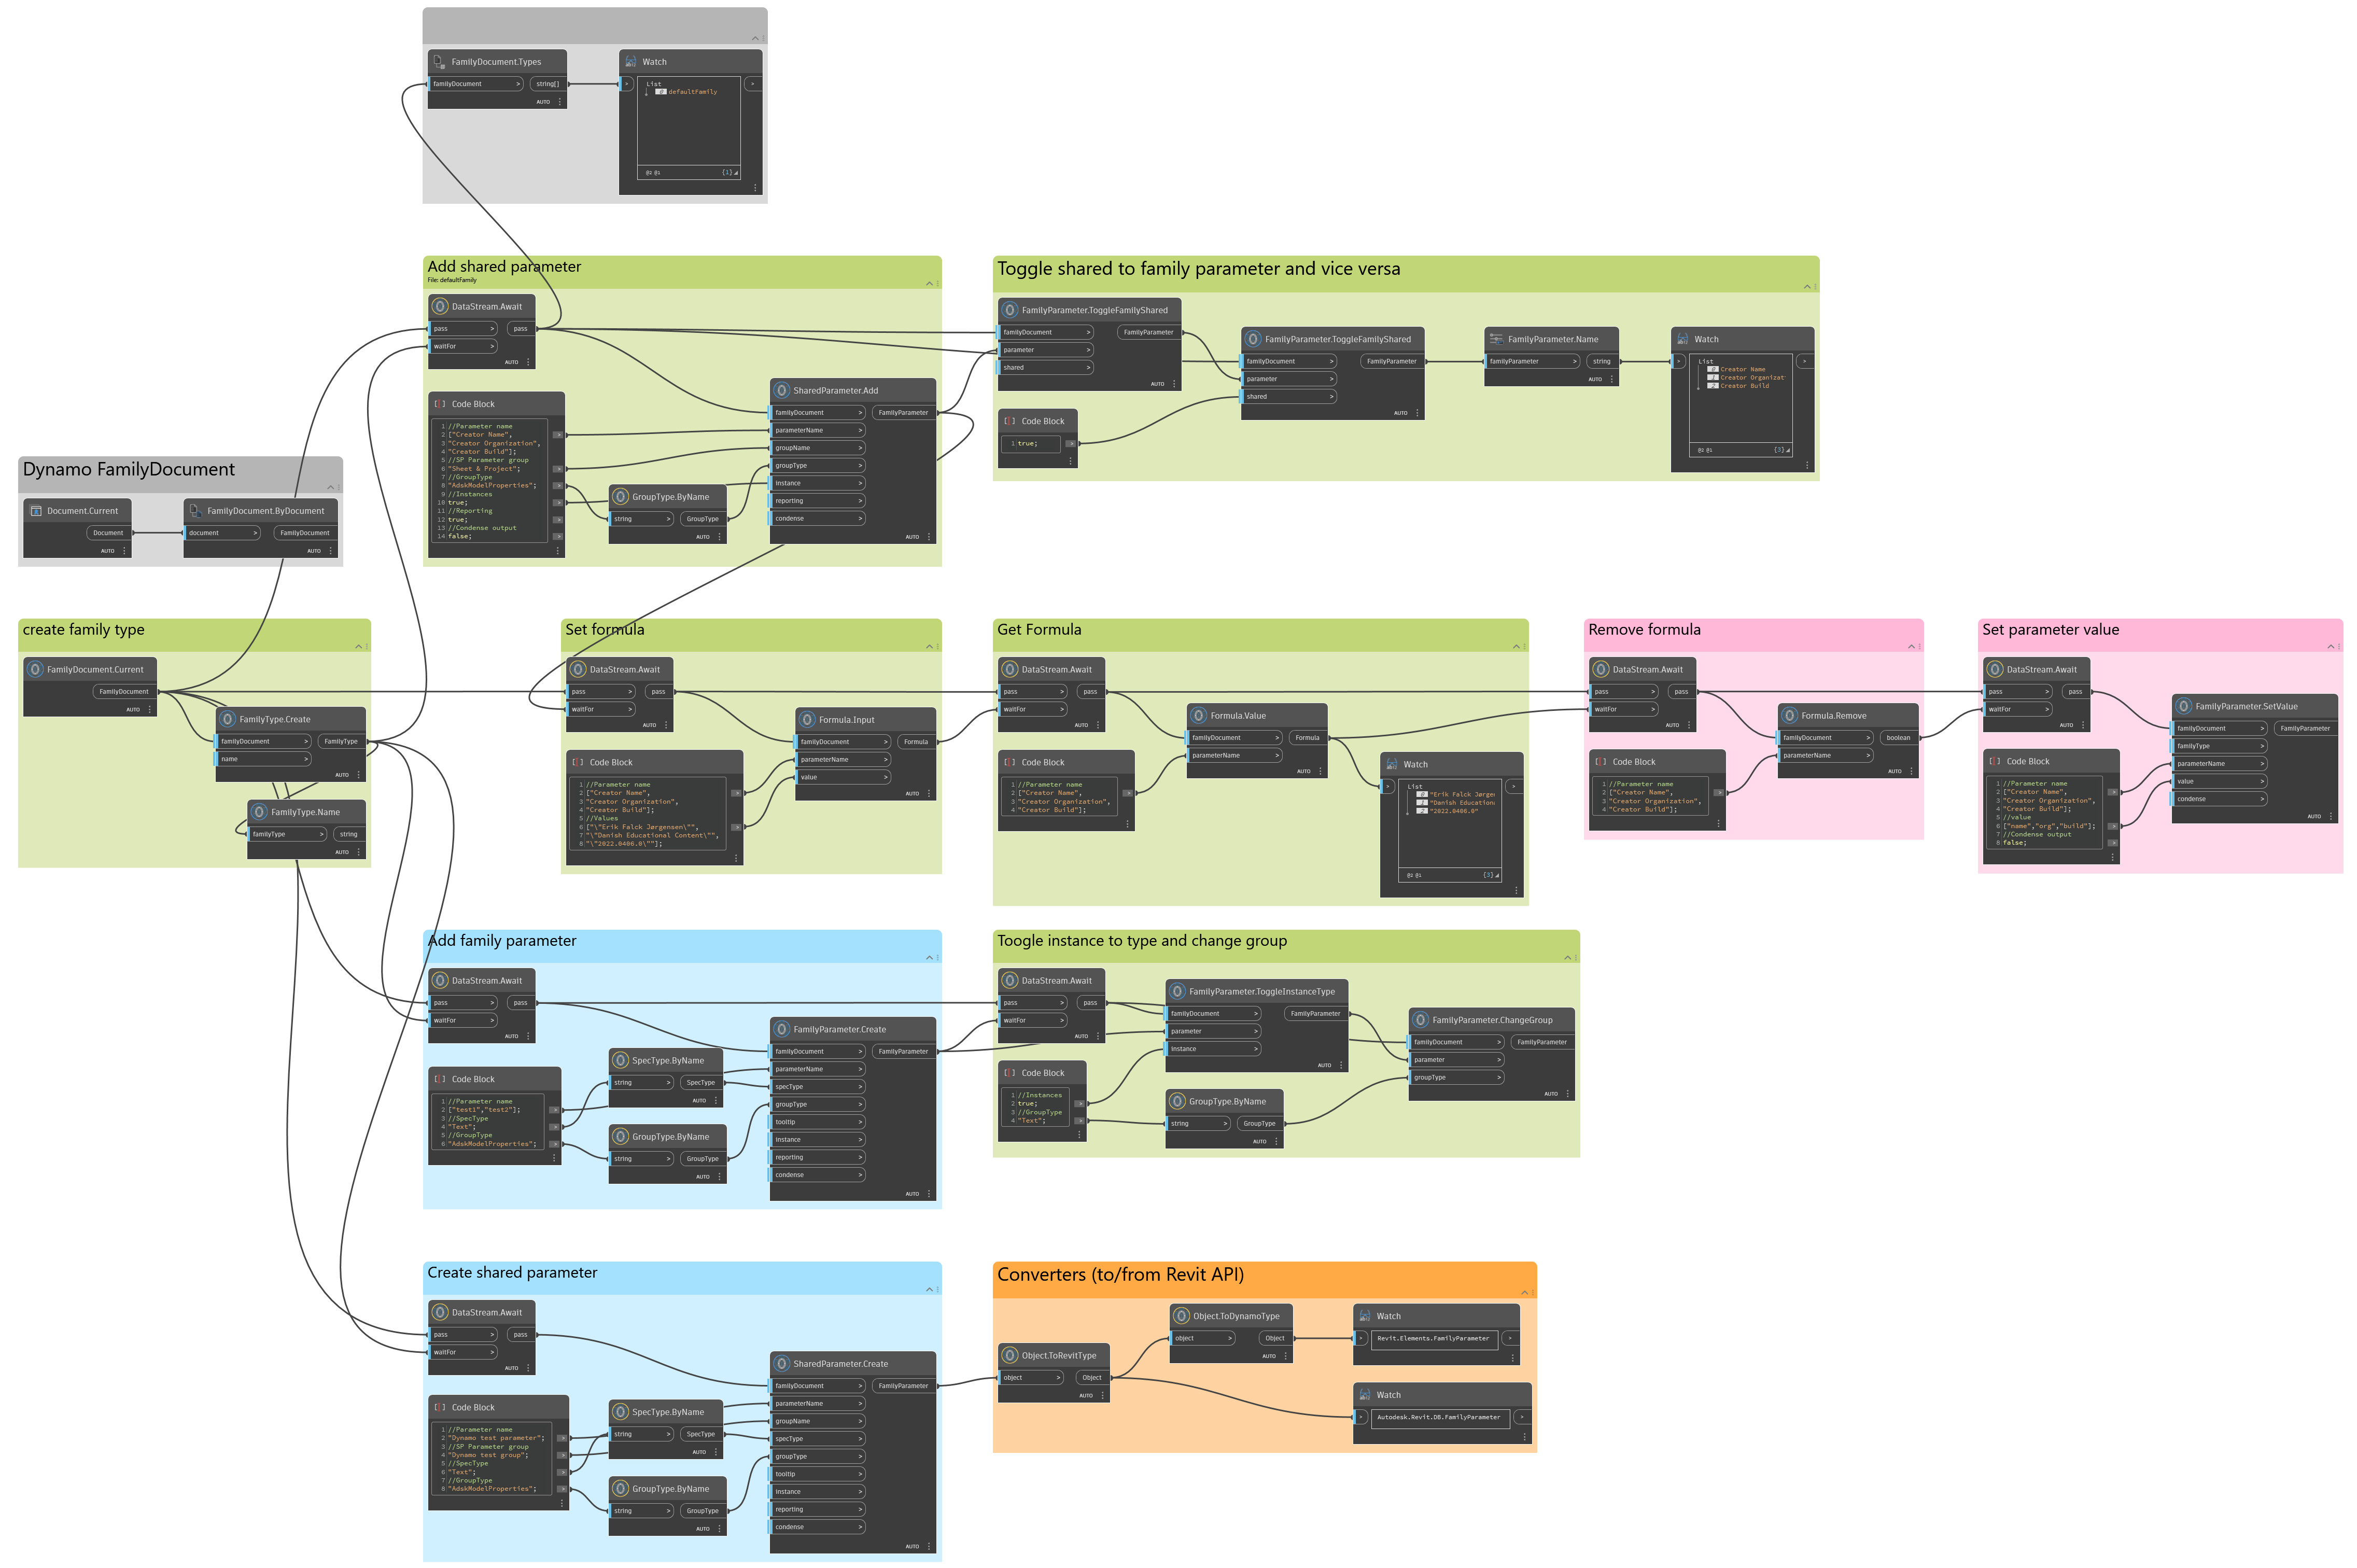 FamilyDocument.Types
familyDocument >
string[]
AUTO
Watch
>
>
List
0 defaultFamily
@2 @1 {1}
Add shared parameter
File: defaultFamily
DataStream.Await
pass >
pass
waitFor >
AUTO
Code Block
1 //Parameter name
2 ["Creator Name",
3 "Creator Organization",
4 "Creator Build"];
5 //SP Parameter group
6 "Sheet & Project";
7 //GroupType
8 "AdskModelProperties";
9 //Instances
10 true;
11 //Reporting
12 true;
13 //Condense output
14 false;
GroupType.ByName
string >
GroupType
AUTO
SharedParameter.Add
familyDocument >
FamilyParameter
parameterName >
groupName >
groupType >
instance >
reporting >
condense >
AUTO
Toggle shared to family parameter and vice versa
FamilyParameter.ToggleFamilyShared
familyDocument >
FamilyParameter
parameter >
shared >
AUTO
Code Block
1 true;
FamilyParameter.ToggleFamilyShared
familyDocument >
FamilyParameter
parameter >
shared >
AUTO
FamilyParameter.Name
familyParameter >
string
AUTO
Watch
>
>
List
0 Creator Name
1 Creator Organizat
2 Creator Build
@2 @1 {3}
Dynamo FamilyDocument
Document.Current
Document
AUTO
FamilyDocument.ByDocument
document >
FamilyDocument
AUTO
create family type
FamilyDocument.Current
FamilyDocument
AUTO
FamilyType.Create
familyDocument >
FamilyType
name >
AUTO
FamilyType.Name
familyType >
string
AUTO
Set formula
DataStream.Await
pass >
pass
waitFor >
AUTO
Code Block
1 //Parameter name
2 ["Creator Name",
3 "Creator Organization",
4 "Creator Build"];
5 //Values
6 ["\"Erik Falck Jørgensen\"",
7 "\"Danish Educational Content\"",
8 "\"2022.0406.0\""];
Formula.Input
familyDocument >
Formula
parameterName >
value >
AUTO
Get Formula
DataStream.Await
pass >
pass
waitFor >
AUTO
Code Block
1 //Parameter name
2 ["Creator Name",
3 "Creator Organization",
4 "Creator Build"];
Formula.Value
familyDocument >
Formula
parameterName >
AUTO
Watch
>
>
List
0 "Erik Falck Jørgen
1 "Danish Education
2 "2022.0406.0"
@2 @1 {3}
Remove formula
DataStream.Await
pass >
pass
waitFor >
AUTO
Code Block
1 //Parameter name
2 ["Creator Name",
3 "Creator Organization",
4 "Creator Build"];
Formula.Remove
familyDocument >
boolean
parameterName >
AUTO
Set parameter value
DataStream.Await
pass >
pass
waitFor >
AUTO
Code Block
1 //Parameter name
2 ["Creator Name",
3 "Creator Organization",
4 "Creator Build"];
5 //value
6 ["name","org","build"];
7 //Condense output
8 false;
FamilyParameter.SetValue
familyDocument >
FamilyParameter
familyType >
parameterName >
value >
condense >
AUTO
Add family parameter
DataStream.Await
pass >
pass
waitFor >
AUTO
Code Block
1 //Parameter name
2 ["test1","test2"];
3 //SpecType
4 "Text";
5 //GroupType
6 "AdskModelProperties";
SpecType.ByName
string >
SpecType
AUTO
GroupType.ByName
string >
GroupType
AUTO
FamilyParameter.Create
familyDocument >
FamilyParameter
parameterName >
specType >
groupType >
tooltip >
instance >
reporting >
condense >
AUTO
Toogle instance to type and change group
DataStream.Await
pass >
pass
waitFor >
AUTO
Code Block
1 //Instances
2 true;
3 //GroupType
4 "Text";
FamilyParameter.ToggleInstanceType
familyDocument >
FamilyParameter
parameter >
instance >
AUTO
GroupType.ByName
string >
GroupType
AUTO
FamilyParameter.ChangeGroup
familyDocument >
FamilyParameter
parameter >
groupType >
AUTO
Create shared parameter
DataStream.Await
pass >
pass
waitFor >
AUTO
Code Block
1 //Parameter name
2 "Dynamo test parameter";
3 //SP Parameter group
4 "Dynamo test group";
5 //SpecType
6 "Text";
7 //GroupType
8 "AdskModelProperties";
SpecType.ByName
string >
SpecType
AUTO
GroupType.ByName
string >
GroupType
AUTO
SharedParameter.Create
familyDocument >
FamilyParameter
parameterName >
groupName >
specType >
groupType >
tooltip >
instance >
reporting >
condense >
AUTO
Converters (to/from Revit API)
Object.ToRevitType
object >
Object
AUTO
Object.ToDynamoType
object >
Object
AUTO
Watch
>
>
Revit.Elements.FamilyParameter
Watch
>
>
Autodesk.Revit.DB.FamilyParameter